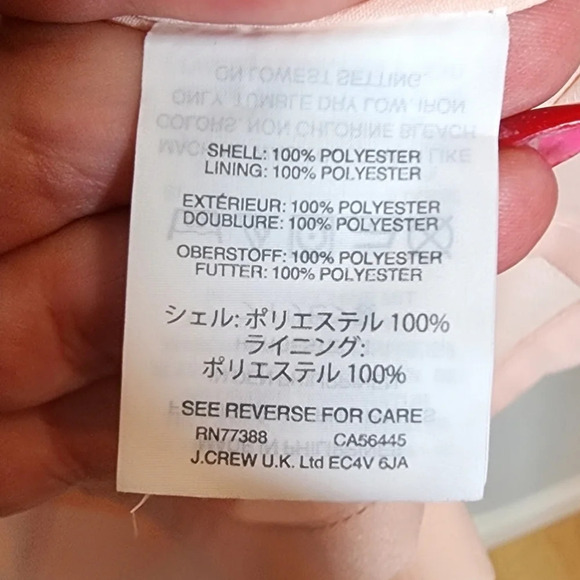 SHELL: 100% POLYESTER
LINING: 100% POLYESTER
EXTÉRIEUR: 100% POLYESTER
DOUBLURE: 100% POLYESTER
OBERSTOFF: 100% POLYESTER
FUTTER: 100% POLYESTER
シェル: ポリエステル 100%
ライニング:
ポリエステル 100%
SEE REVERSE FOR CARE
RN77388 CA56445
J.CREW U.K. Ltd EC4V 6JA